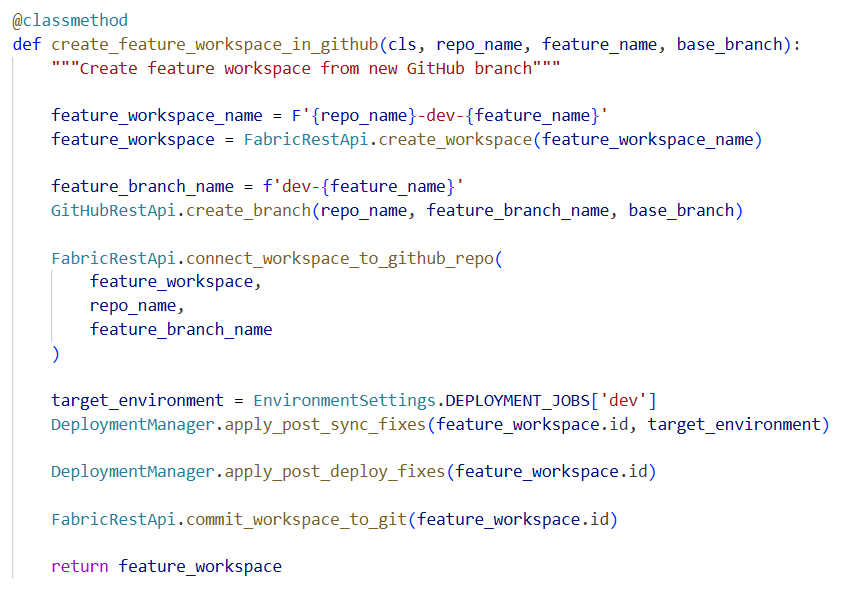 @classmethod
def create_feature_workspace_in_github(cls, repo_name, feature_name, base_branch):
    """Create feature workspace from new GitHub branch"""

    feature_workspace_name = F'{repo_name}-dev-{feature_name}'
    feature_workspace = FabricRestApi.create_workspace(feature_workspace_name)

    feature_branch_name = f'dev-{feature_name}'
    GitHubRestApi.create_branch(repo_name, feature_branch_name, base_branch)

    FabricRestApi.connect_workspace_to_github_repo(
        feature_workspace,
        repo_name,
        feature_branch_name
    )

    target_environment = EnvironmentSettings.DEPLOYMENT_JOBS['dev']
    DeploymentManager.apply_post_sync_fixes(feature_workspace.id, target_environment)

    DeploymentManager.apply_post_deploy_fixes(feature_workspace.id)

    FabricRestApi.commit_workspace_to_git(feature_workspace.id)

    return feature_workspace